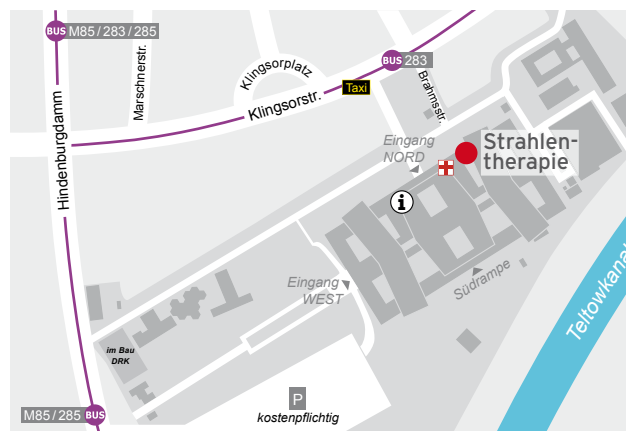 BUS M85 / 283 / 285
Marschnerstr.
Klingsorplatz
BUS 283
Taxi
Klingsorstr.
Brahmsstr.
Hindenburgdamm
Eingang
NORD
Strahlen-
therapie
i
Eingang
WEST
Südrampe
Teltowkanal
im Bau
DRK
P
kostenpflichtig
M85 / 285 BUS